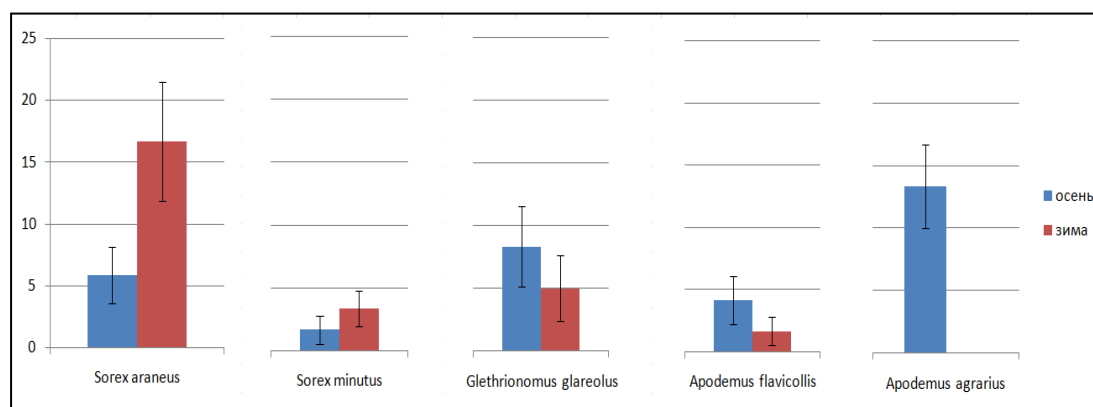 25
20
15
10
5
0
Sorex araneus
Sorex minutus
Glethrionomus glareolus
Apodemus flavicollis
Apodemus agrarius
осень
зима